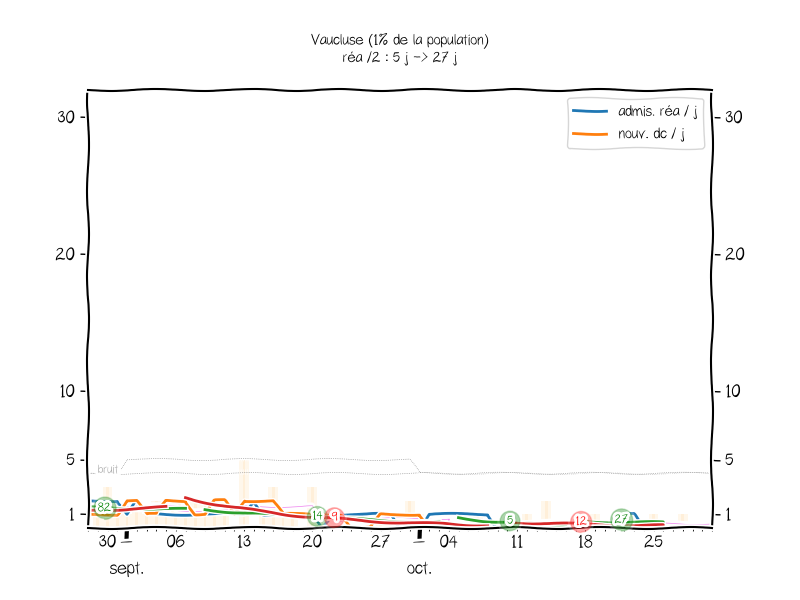 Vaucluse (1% de la population)
réa /2 : 5 j -> 27 j
admis. réa / j
nouv. dc / j
30
30
20
20
10
10
5
5
bruit
1
1
82
14
9
5
12
27
30 06 13 20 27 04 11 18 25
sept. oct.